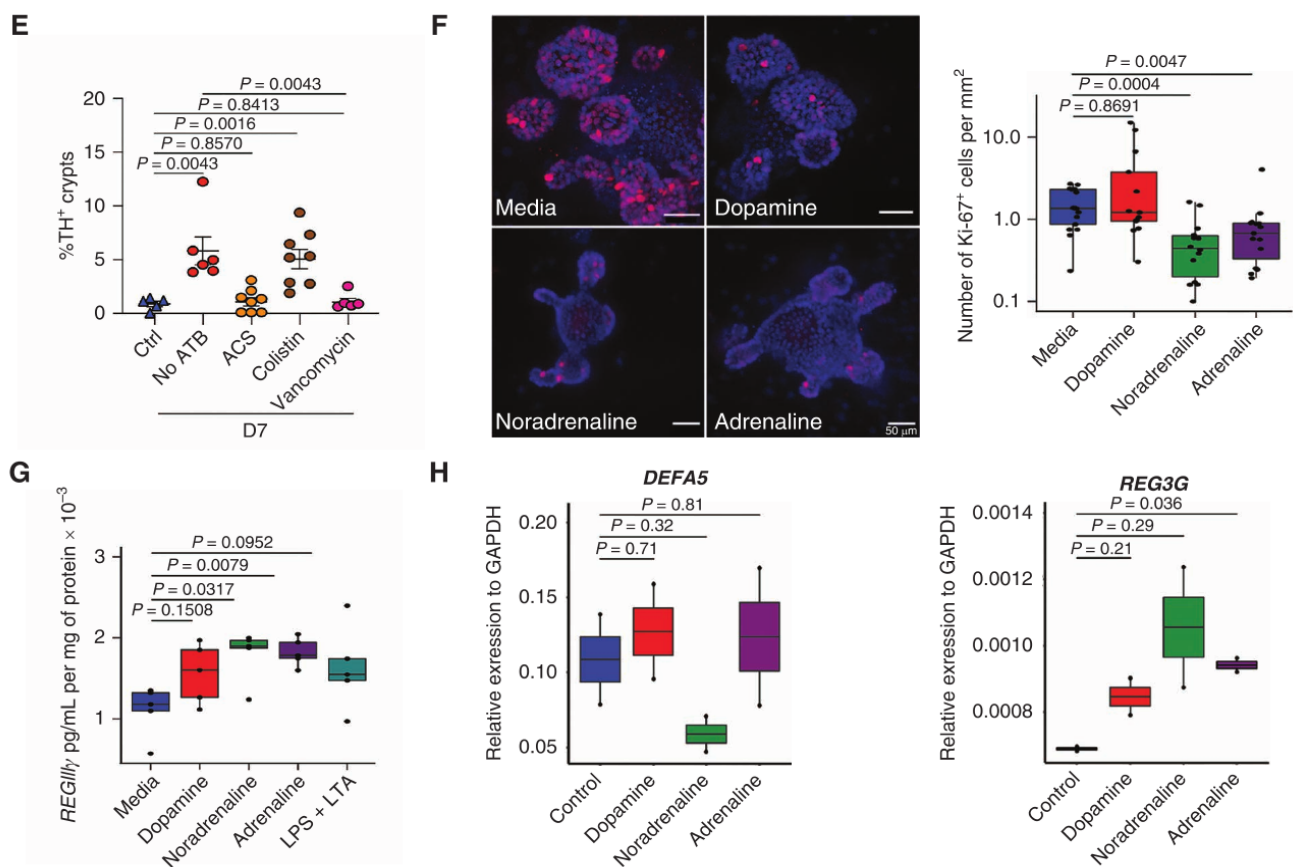 E
%TH⁺ crypts
20
15
10
5
0
P = 0.0043
P = 0.8413
P = 0.0016
P = 0.8570
P = 0.0043
Ctrl
No ATB
ACS
Colistin
Vancomycin
D7
F
Media
Dopamine
Noradrenaline
Adrenaline
50 μm
Number of Ki-67⁺ cells per mm²
10.0
1.0
0.1
P = 0.0047
P = 0.0004
P = 0.8691
Media
Dopamine
Noradrenaline
Adrenaline
G
REGIIIγ pg/mL per mg of protein × 10⁻³
3
2
1
P = 0.0952
P = 0.0079
P = 0.0317
P = 0.1508
Media
Dopamine
Noradrenaline
Adrenaline
LPS + LTA
H
DEFA5
Relative expression to GAPDH
0.20
0.15
0.10
0.05
P = 0.81
P = 0.32
P = 0.71
Control
Dopamine
Noradrenaline
Adrenaline
REG3G
Relative expression to GAPDH
0.0014
0.0012
0.0010
0.0008
P = 0.036
P = 0.29
P = 0.21
Control
Dopamine
Noradrenaline
Adrenaline